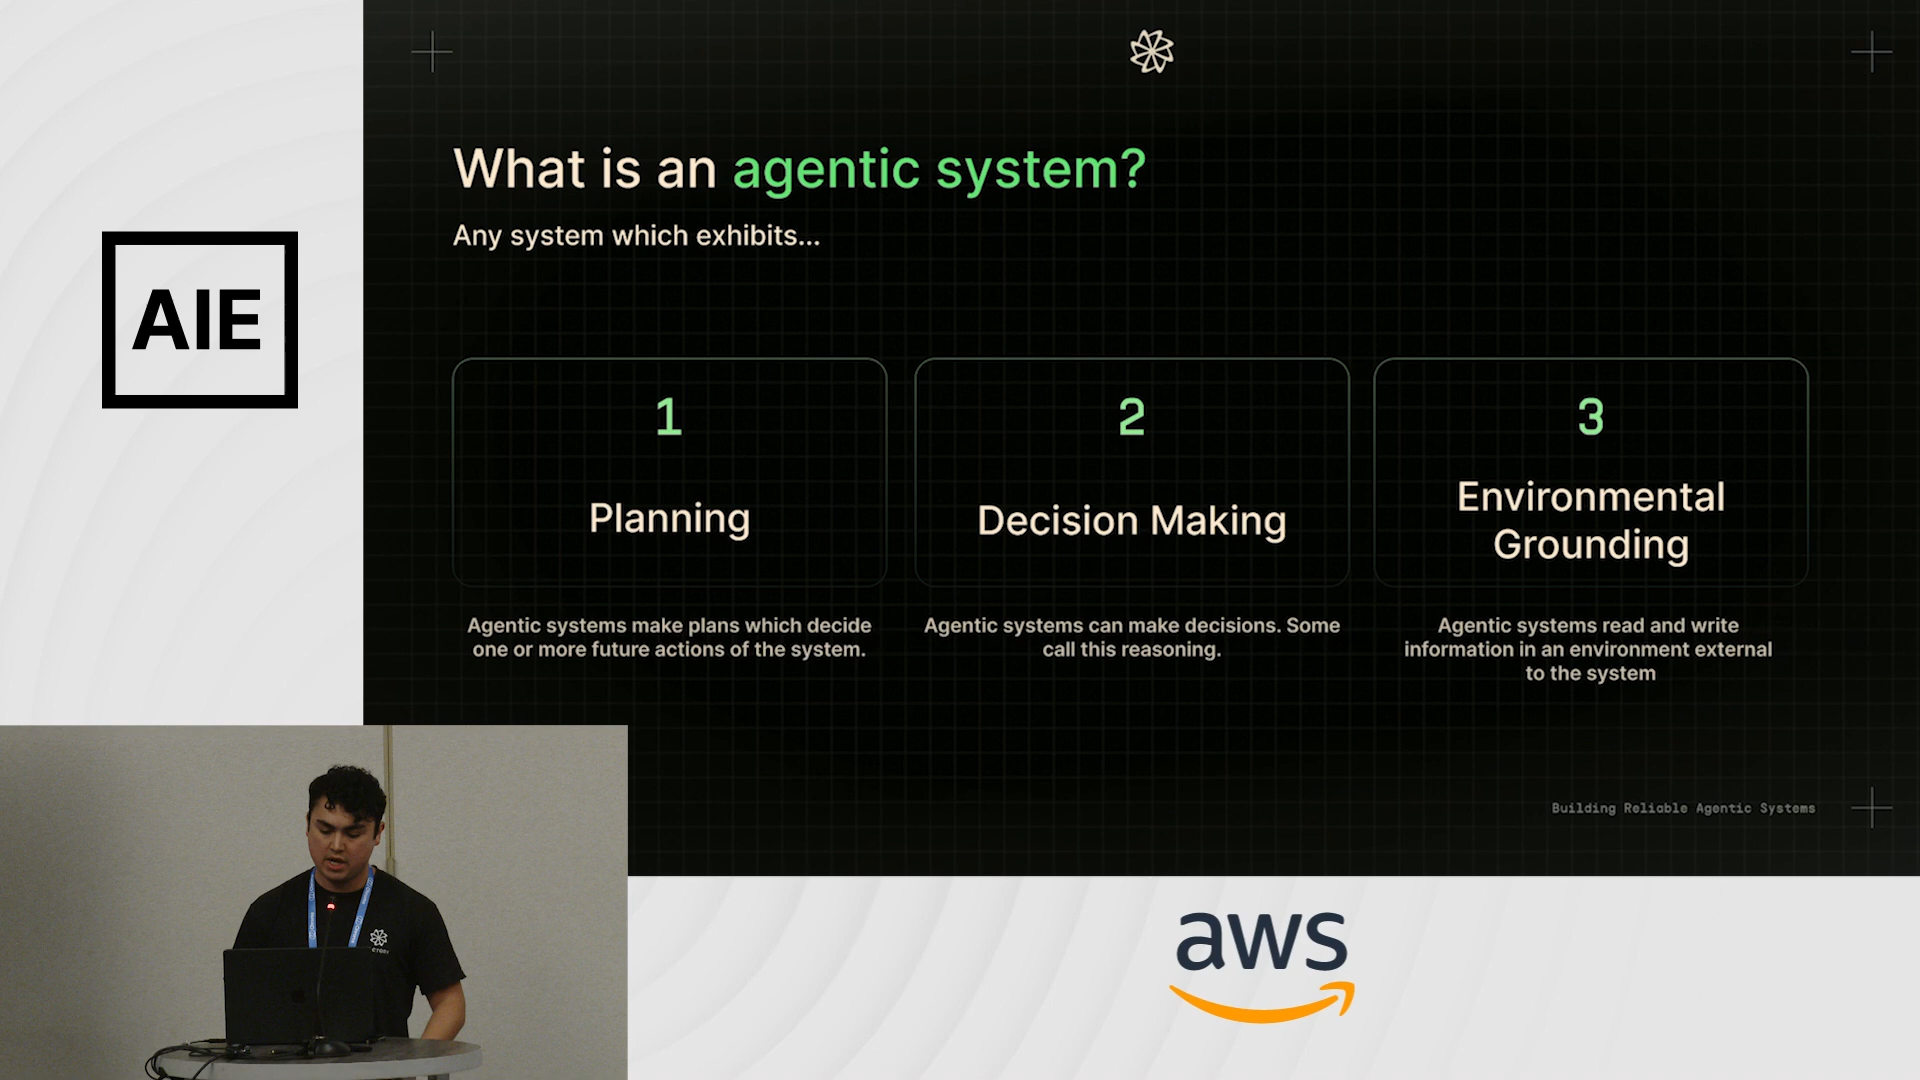 AIE
What is an agentic system?
Any system which exhibits...
1
Planning
Agentic systems make plans which decide
one or more future actions of the system.
2
Decision Making
Agentic systems can make decisions. Some
call this reasoning.
3
Environmental
Grounding
Agentic systems read and write
information in an environment external
to the system
Building Reliable Agentic Systems
aws